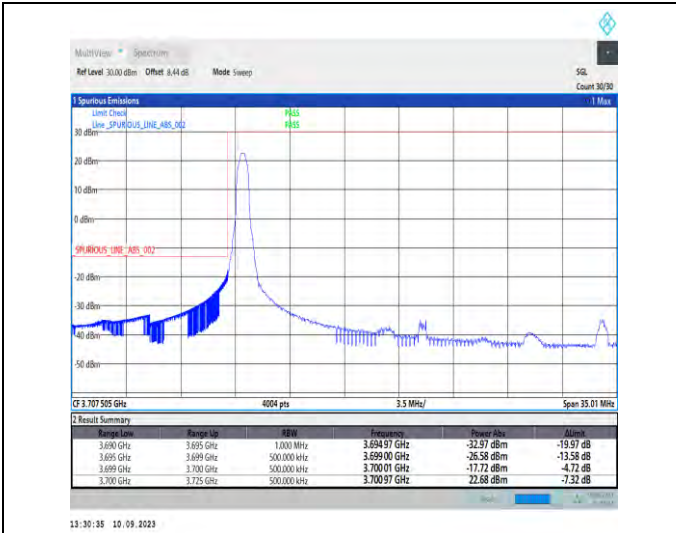 MultiView Spectrum
Ref Level 30.00 dBm Offset 8.44 dB Mode Sweep SGL
Count 30/30
1 Spurious Emissions 1 Max
Limit Check PASS
Line _SPURIOUS_LINE_ABS_002 PASS
30 dBm
20 dBm
10 dBm
0 dBm
SPURIOUS_LINE_ABS_002
-20 dBm
-30 dBm
-40 dBm
-50 dBm
CF 3.707 505 GHz 4004 pts 3.5 MHz/ Span 35.01 MHz
2 Result Summary
Range Low Range Up RBW Frequency Power Abs ΔLimit
3.690 GHz 3.695 GHz 1.000 MHz 3.694 97 GHz -32.97 dBm -19.97 dB
3.695 GHz 3.699 GHz 500.000 kHz 3.699 00 GHz -26.58 dBm -13.58 dB
3.699 GHz 3.700 GHz 500.000 kHz 3.700 01 GHz -17.72 dBm -4.72 dB
3.700 GHz 3.725 GHz 500.000 kHz 3.700 97 GHz 22.68 dBm -7.32 dB
13:30:35 10.09.2023